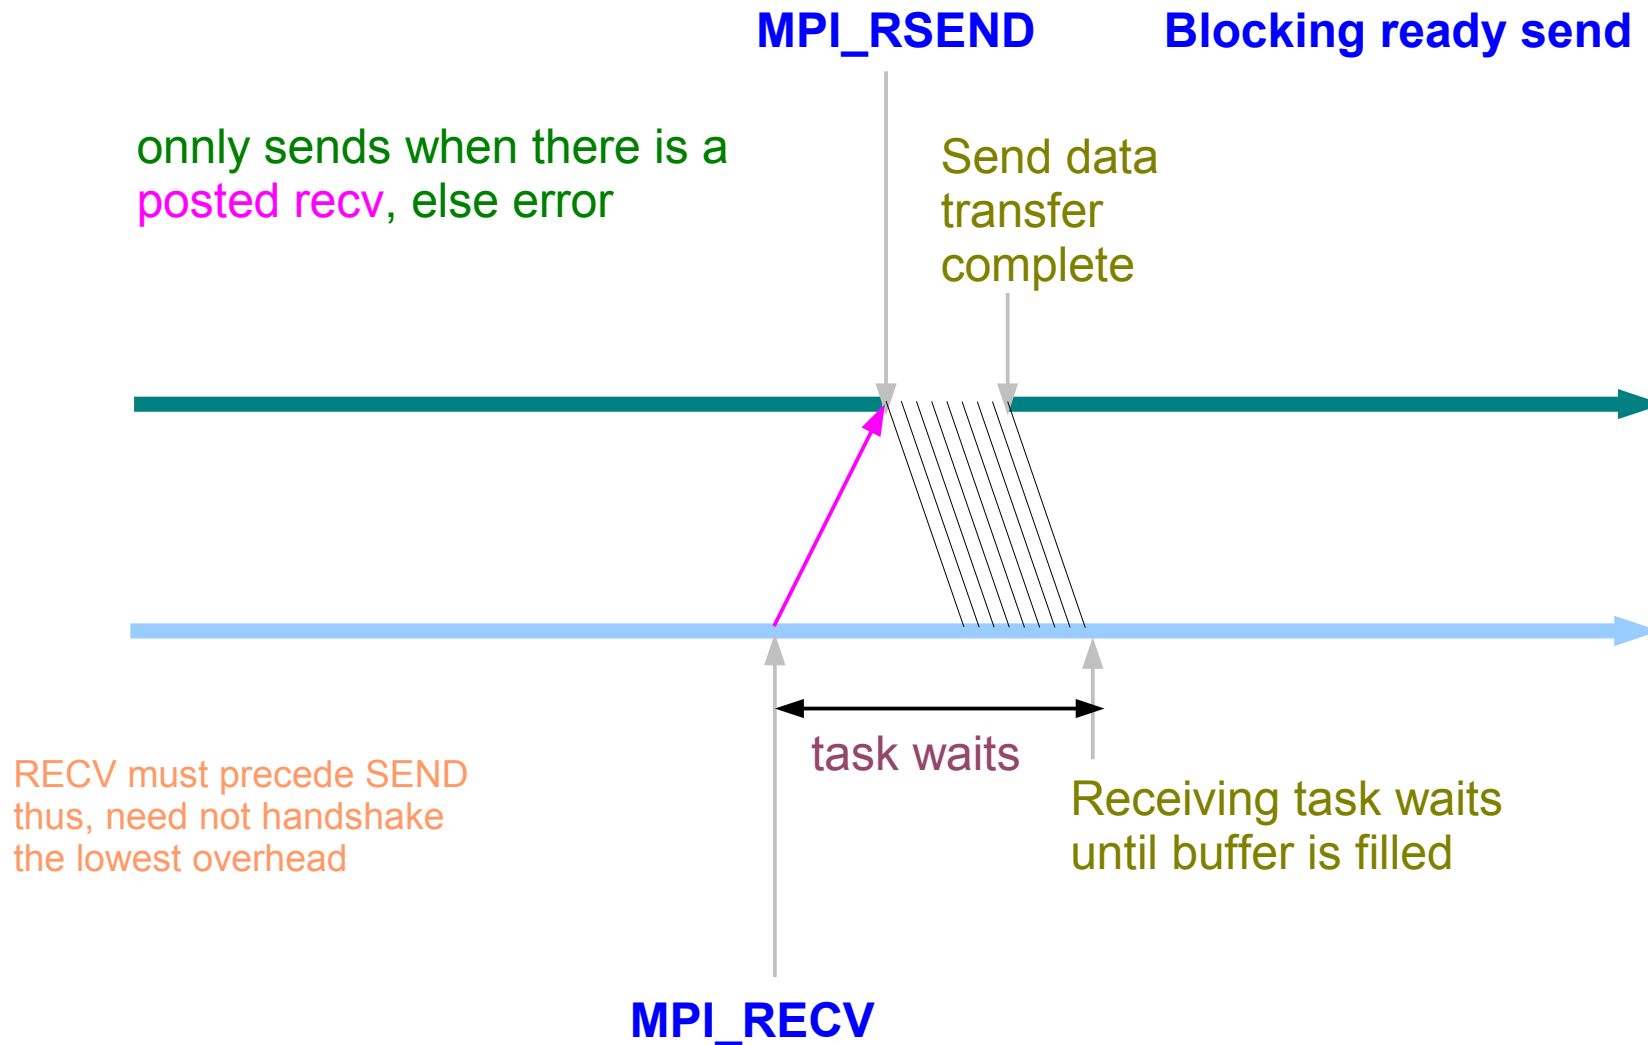 MPI_RSEND
Blocking ready send
onnly sends when there is a
posted recv, else error
Send data
transfer
complete
task waits
RECV must precede SEND
thus, need not handshake
the lowest overhead
Receiving task waits
until buffer is filled
MPI_RECV